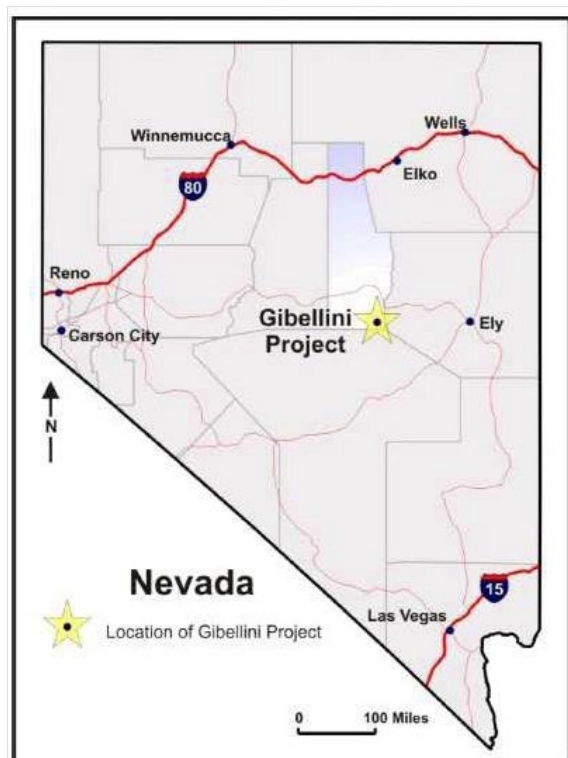 Winnemucca
Wells
Elko
80
Reno
Carson City
Gibellini
Project
Ely
N
Nevada
Location of Gibellini Project
15
Las Vegas
0 100 Miles